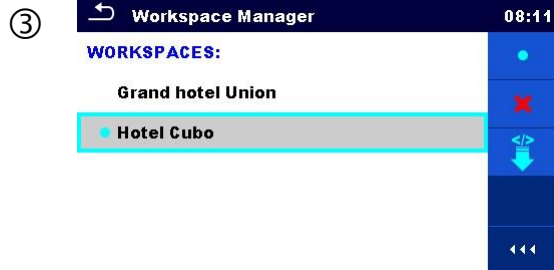 ③
Workspace Manager 08:11
WORKSPACES:
Grand hotel Union
Hotel Cubo
</>